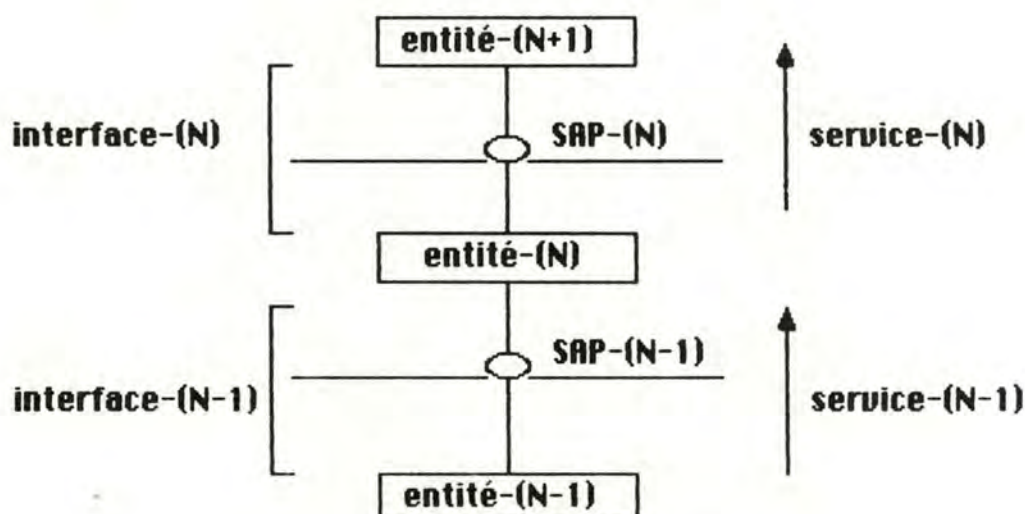 entité-(N+1)
interface-(N)
SAP-(N)
service-(N)
entité-(N)
SAP-(N-1)
interface-(N-1)
service-(N-1)
entité-(N-1)